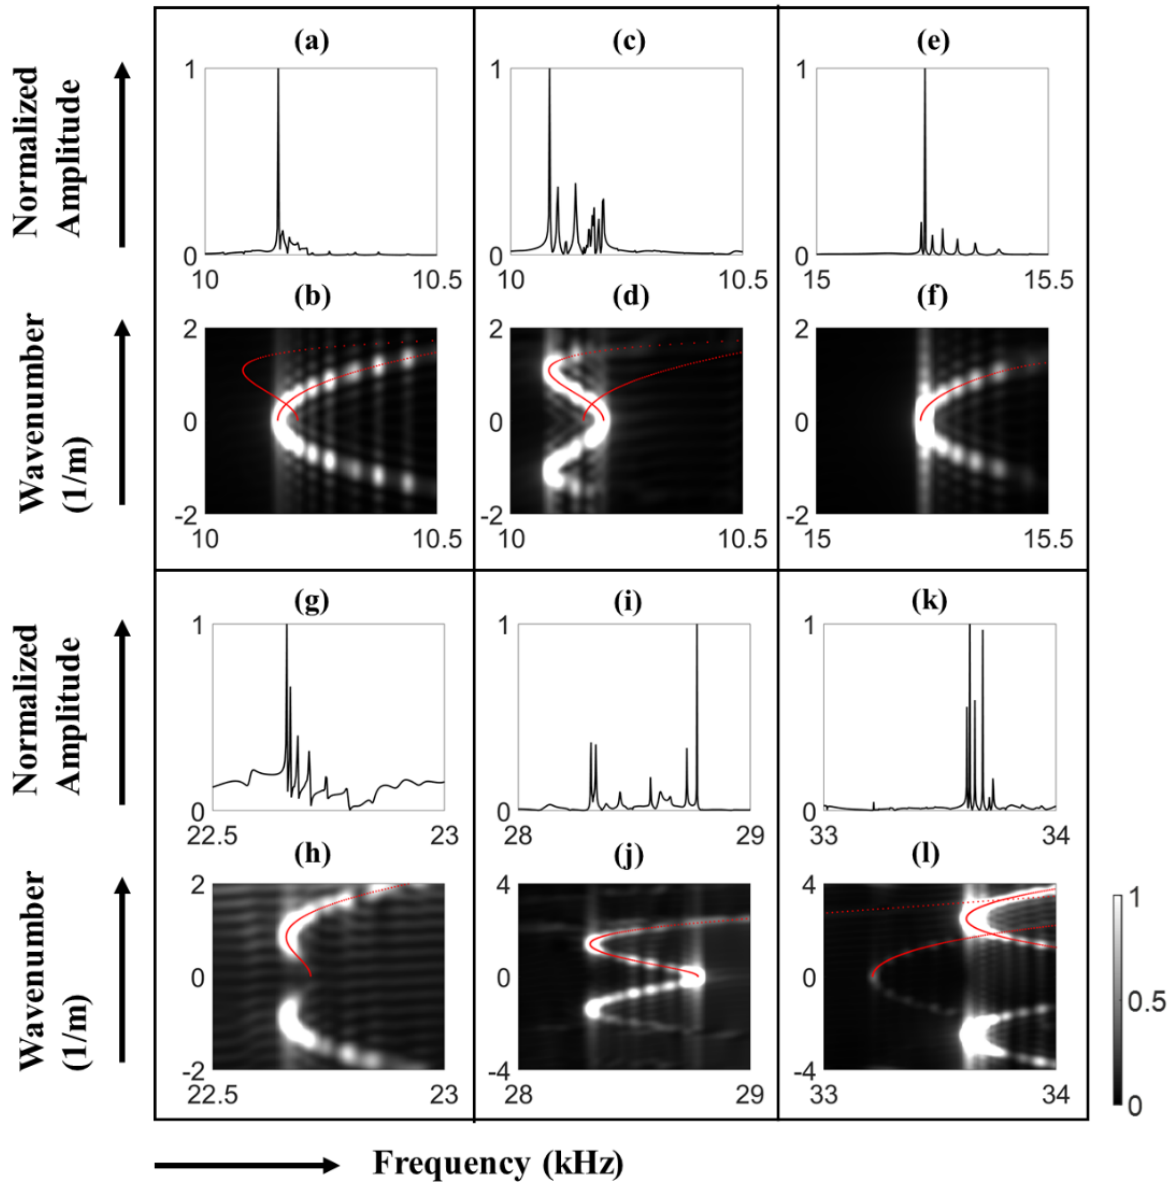 (a) (c) (e)
Normalized
Amplitude
1 1 1
0 0 0
10 10.5 10 10.5 15 15.5
(b) (d) (f)
Wavenumber
(1/m)
2 2 2
0 0 0
-2 -2 -2
10 10.5 10 10.5 15 15.5
(g) (i) (k)
Normalized
Amplitude
1 1 1
0 0 0
22.5 23 28 29 33 34
(h) (j) (l)
Wavenumber
(1/m)
2 4 4
0 0 0
-2 -4 -4
22.5 23 28 29 33 34
1
0.5
0
Frequency (kHz)